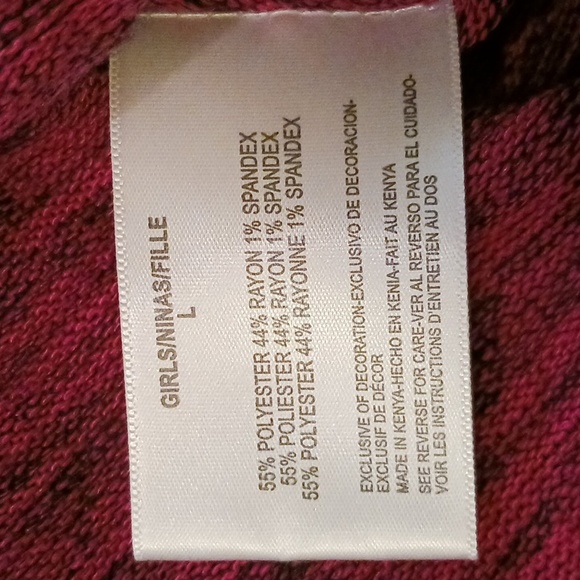 GIRLS/NINAS/FILLE
L
55% POLYESTER 44% RAYON 1% SPANDEX
55% POLIESTER 44% RAYON 1% SPANDEX
55% POLYESTER 44% RAYONNE 1% SPANDEX
EXCLUSIVE OF DECORATION-EXCLUSIVO DE DECORACION-
EXCLUSIF DE DÉCOR
MADE IN KENYA-HECHO EN KENIA-FAIT AU KENYA
SEE REVERSE FOR CARE-VER AL REVERSO PARA EL CUIDADO-
VOIR LES INSTRUCTIONS D'ENTRETIEN AU DOS